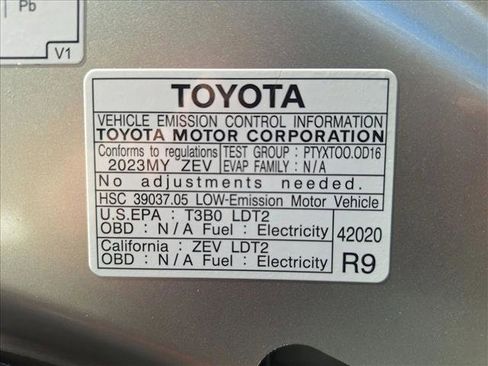 Pb
V1
TOYOTA
VEHICLE EMISSION CONTROL INFORMATION
TOYOTA MOTOR CORPORATION
Conforms to regulations
2023MY ZEV
TEST GROUP : PTYXT00.0D16
EVAP FAMILY : N/A
No adjustments needed.
HSC 39037.05 LOW-Emission Motor Vehicle
U.S.EPA : T3B0 LDT2
OBD : N/A Fuel : Electricity
California : ZEV LDT2
OBD : N/A Fuel : Electricity
42020
R9